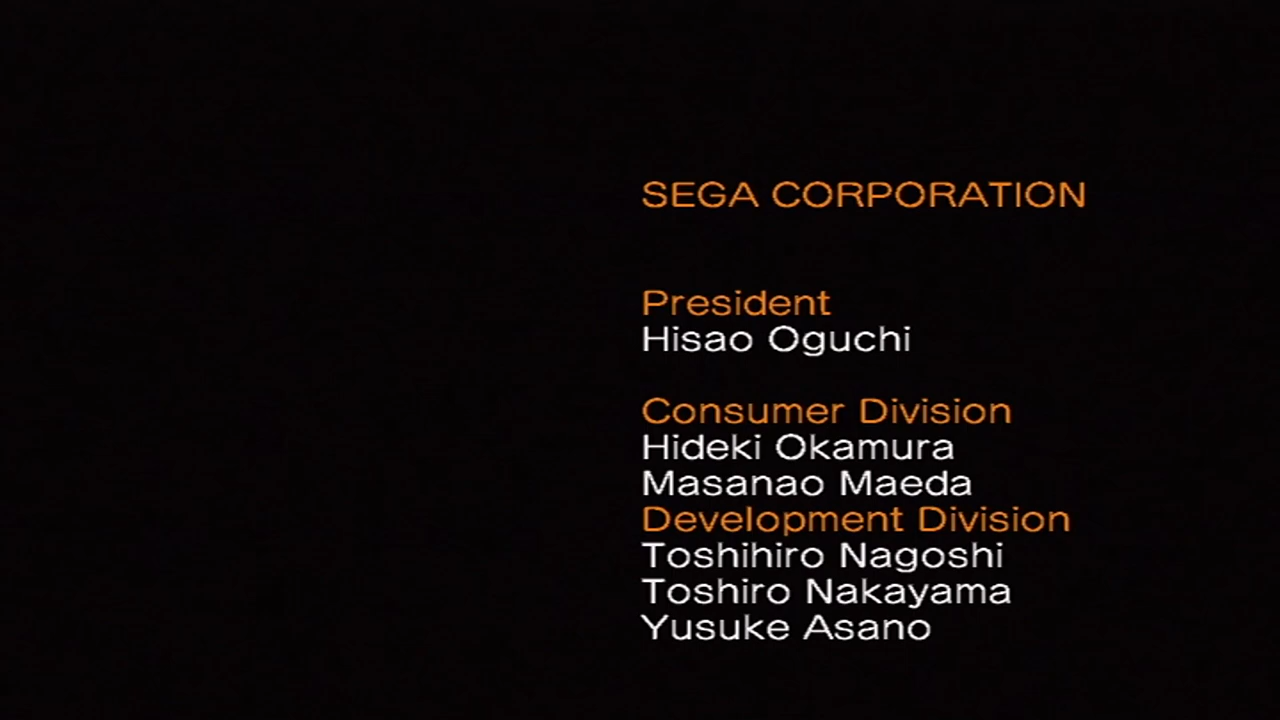 SEGA CORPORATION
President
Hisao Oguchi
Consumer Division
Hideki Okamura
Masanao Maeda
Development Division
Toshihiro Nagoshi
Toshiro Nakayama
Yusuke Asano